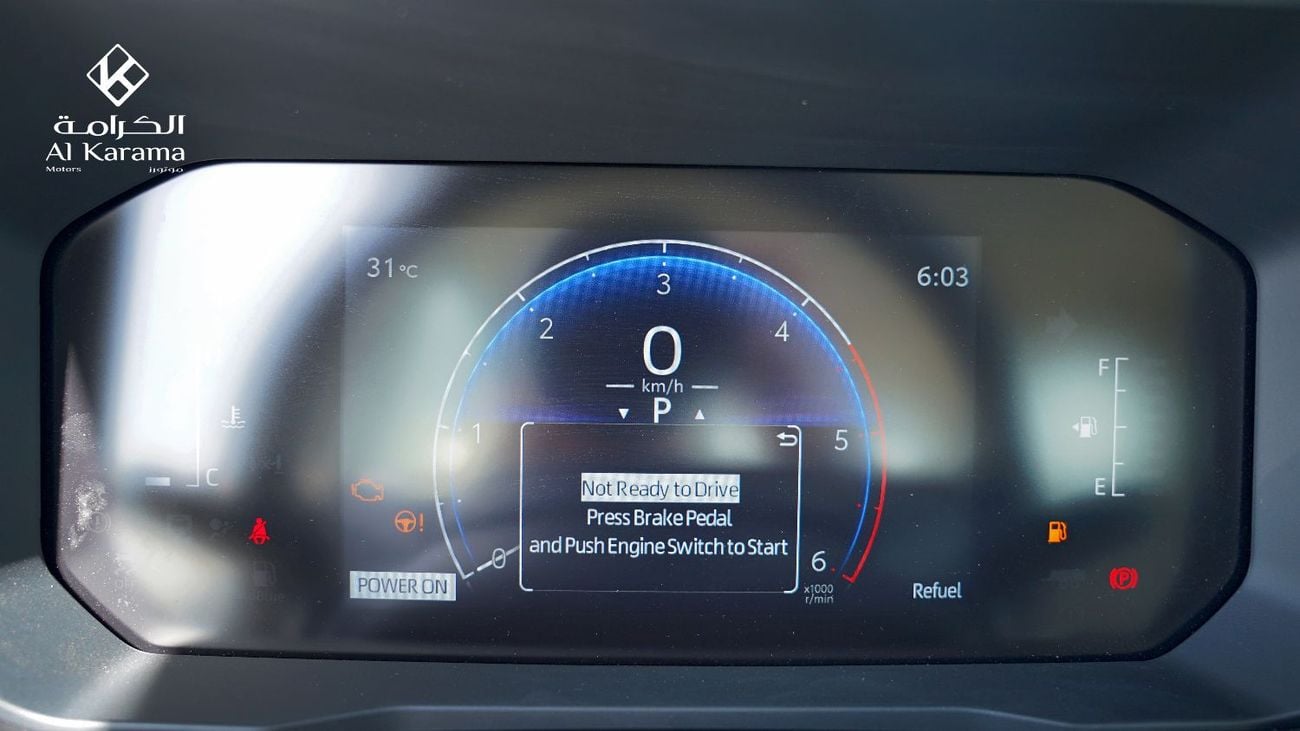 الكرامة
Al Karama
Motors موتورز
31°C
6:03
3
2
4
0
km/h
P
1
5
F
E
C
Not Ready to Drive
Press Brake Pedal
and Push Engine Switch to Start
0
6
x1000
r/min
POWER ON
Refuel
P